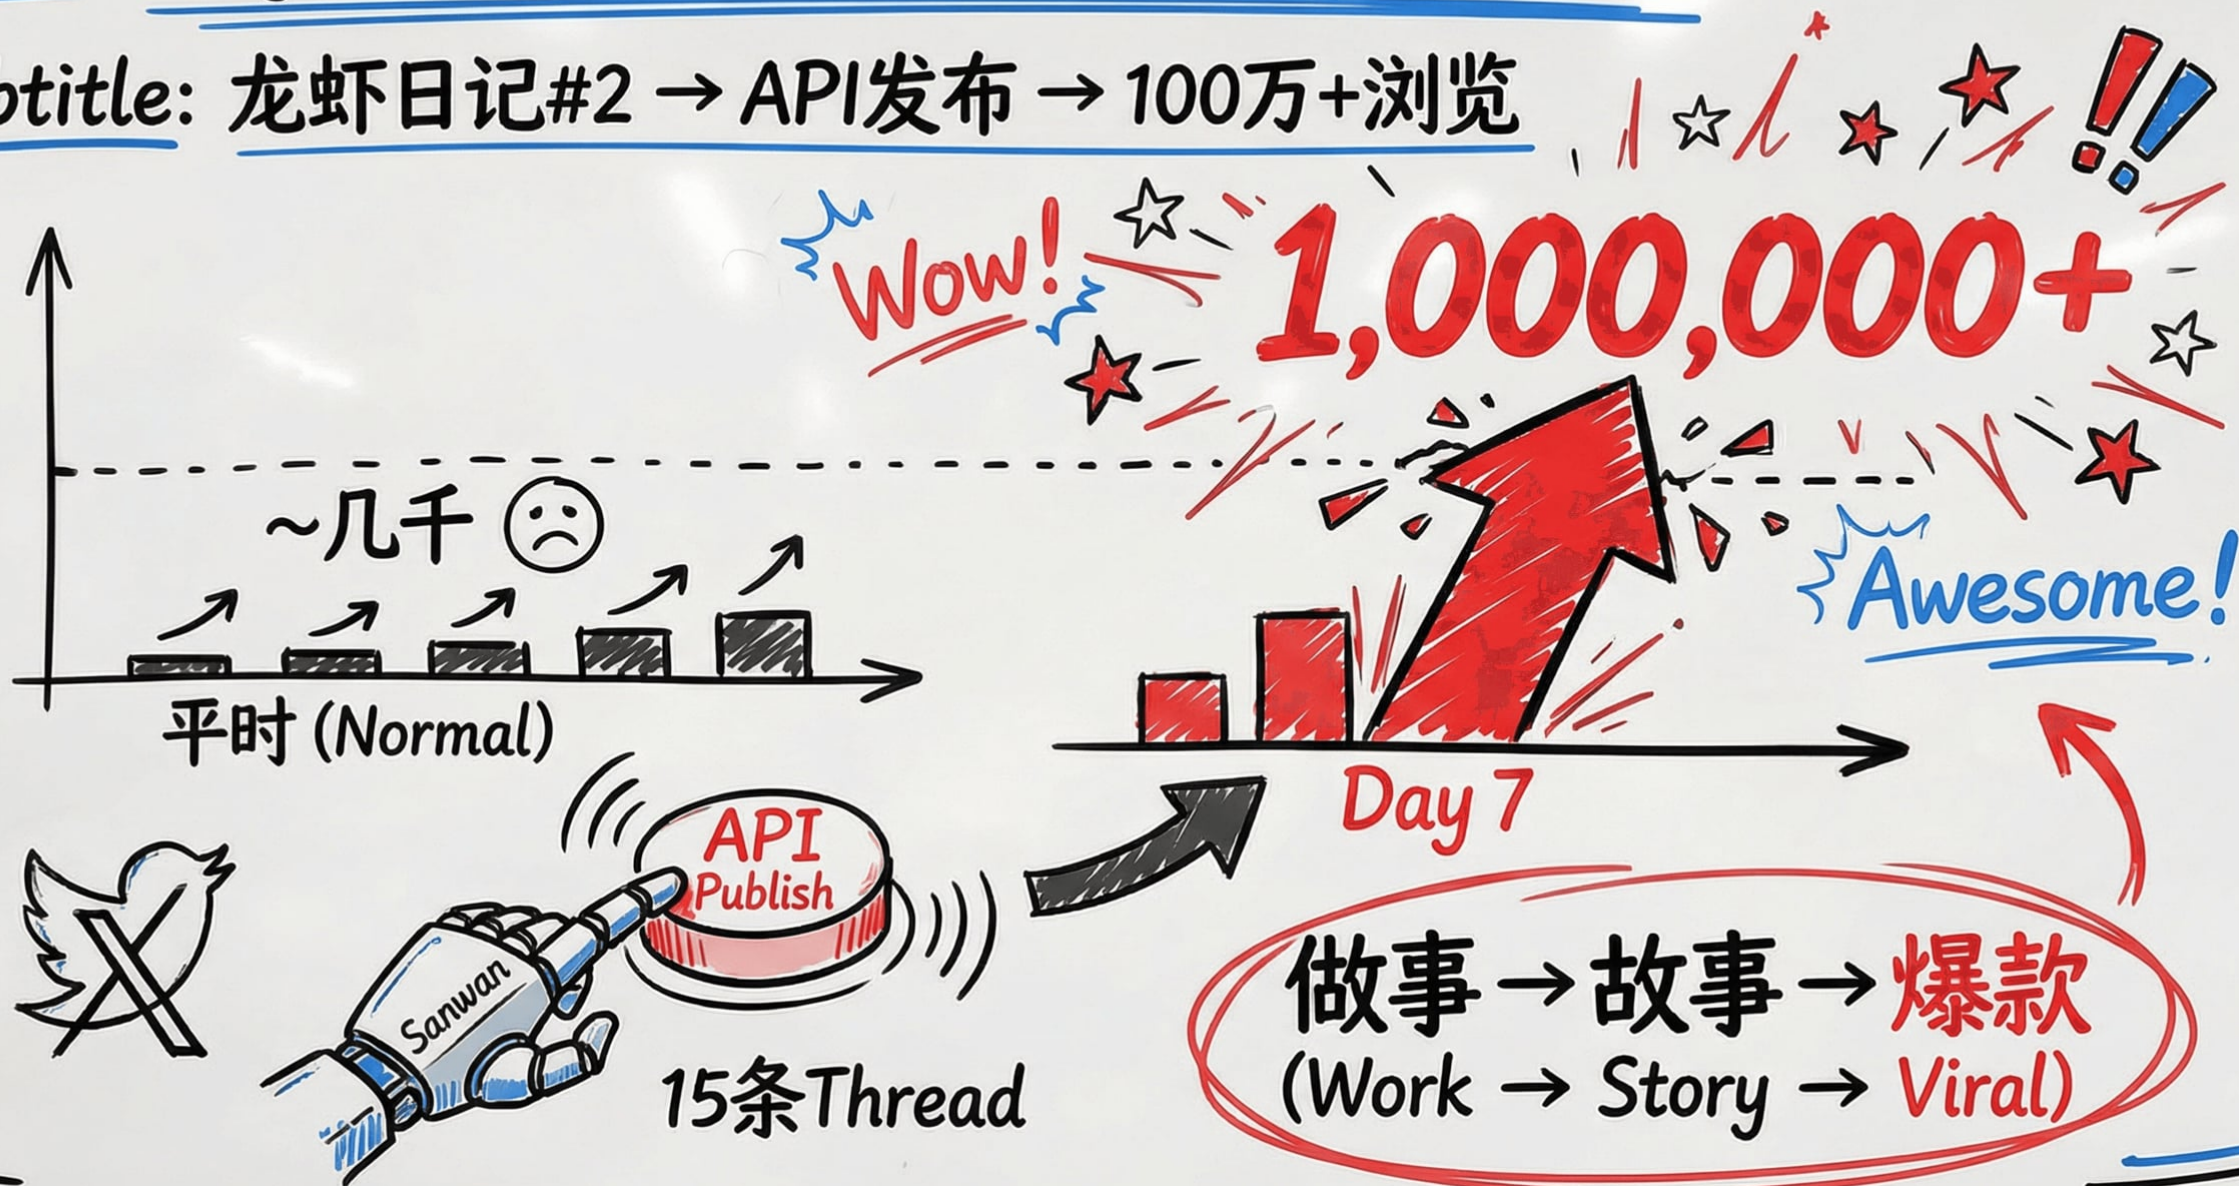 btitle: 龙虾日记#2 → API发布 → 100万+浏览
Wow!
1,000,000+
!!
~几千
Awesome!
平时 (Normal)
Day 7
API
Publish
Sanwan
X
15条Thread
做事 → 故事 → 爆款
(Work → Story → Viral)